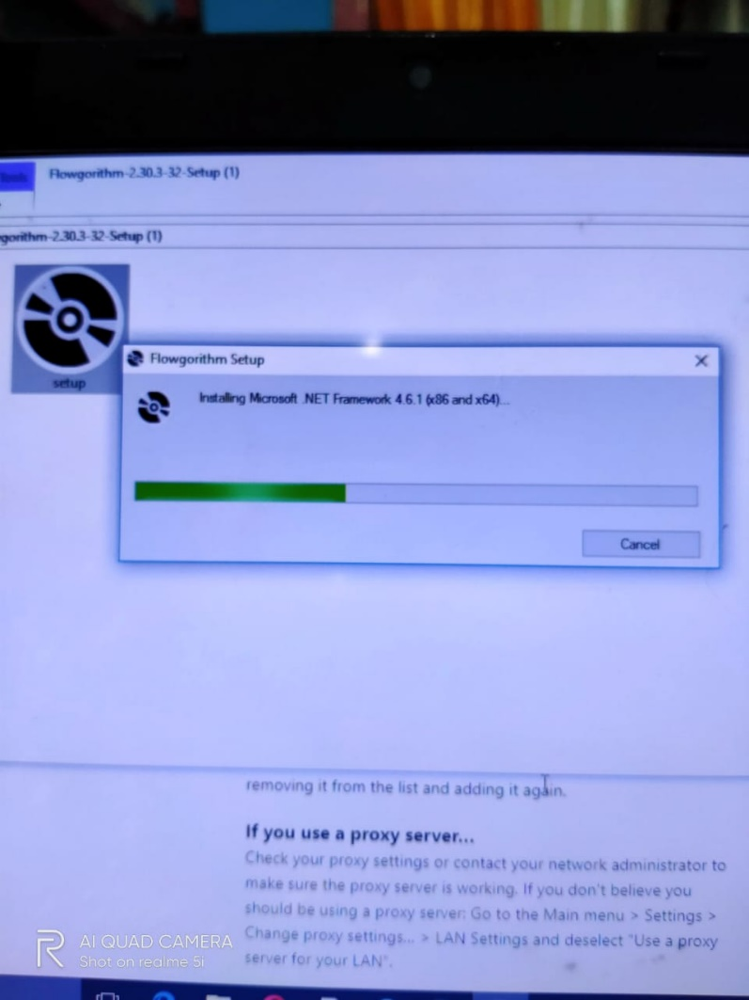 Tools
Flowgorithm-2.30.3-32-Setup (1)
gorithm-2.30.3-32-Setup (1)
setup
Flowgorithm Setup
Installing Microsoft .NET Framework 4.6.1 (x86 and x64)...
Cancel
removing it from the list and adding it again.
If you use a proxy server...
Check your proxy settings or contact your network administrator to
make sure the proxy server is working. If you don't believe you
should be using a proxy server: Go to the Main menu > Settings >
Change proxy settings... > LAN Settings and deselect "Use a proxy
server for your LAN".
R AI QUAD CAMERA
Shot on realme 5i